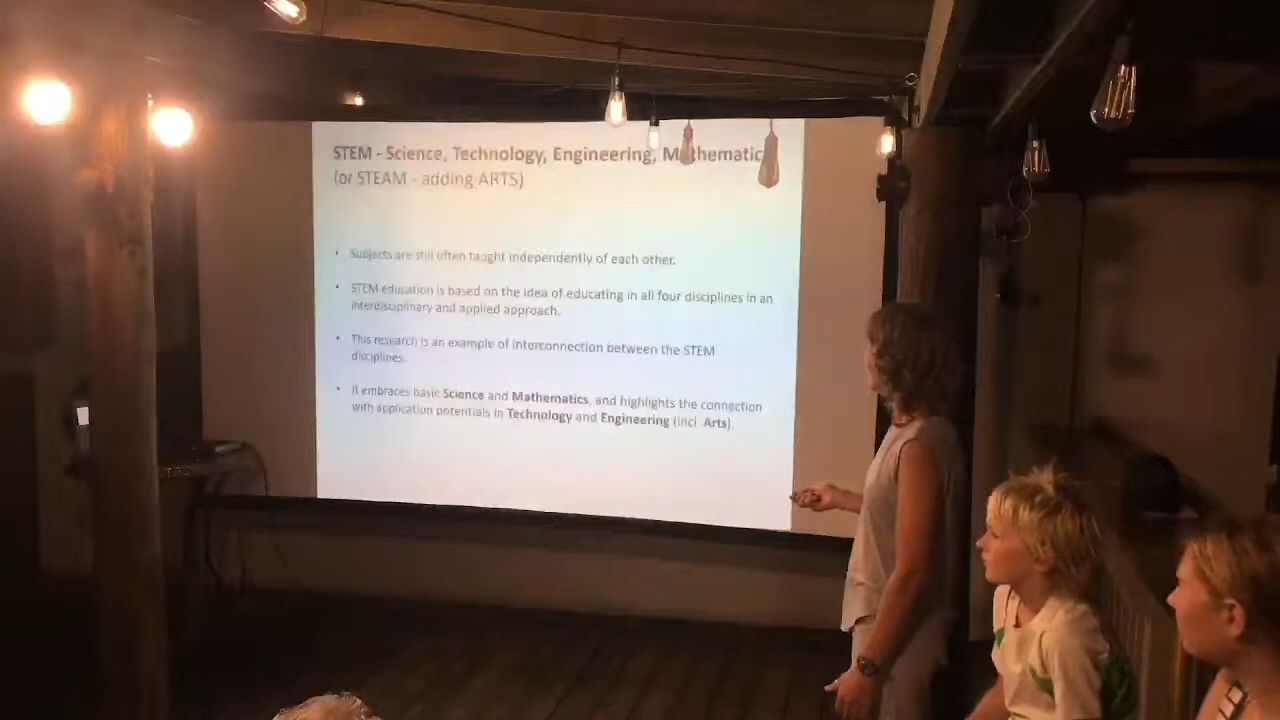 STEM - Science, Technology, Engineering, Mathematic
(or STEAM - adding ARTS)
• Subjects are still often taught independently of each other.
• STEM education is based on the idea of educating in all four disciplines in an
interdisciplinary and applied approach.
• This research is an example of interconnection between the STEM
disciplines.
• It embraces basic Science and Mathematics, and highlights the connection
with application potentials in Technology and Engineering (incl. Arts).